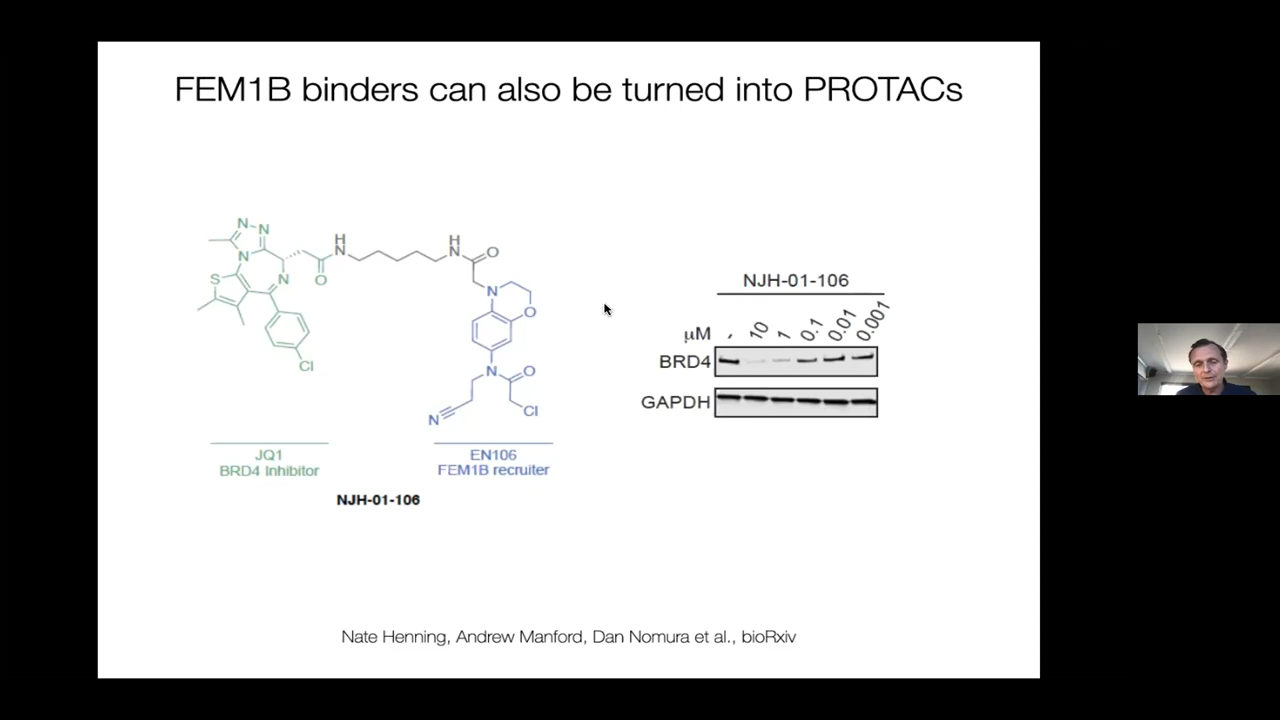 FEM1B binders can also be turned into PROTACs
N N
N
S
N
O
H
N
H
N
O
N
O
Cl
N
O
N
Cl
JQ1
BRD4 Inhibitor
EN106
FEM1B recruiter
NJH-01-106
NJH-01-106
μM - 10 1 0.1 0.01 0.001
BRD4
GAPDH
Nate Henning, Andrew Manford, Dan Nomura et al., bioRxiv